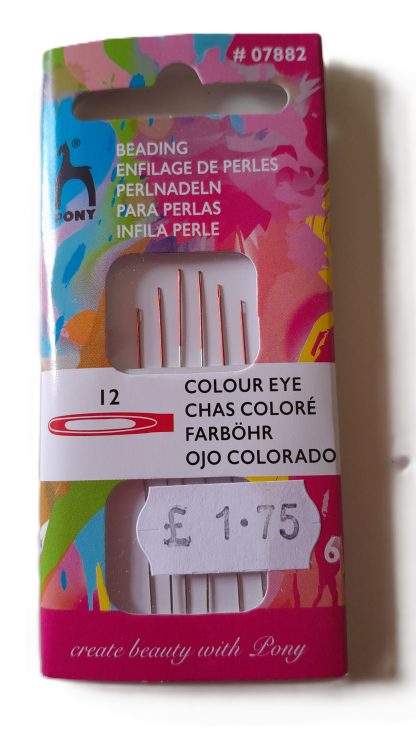 # 07882
BEADING
ENFILAGE DE PERLES
PERLNADELN
PARA PERLAS
INFILA PERLE
®
PONY
12
COLOUR EYE
CHAS COLORÉ
FARBÖHR
OJO COLORADO
£ 1.75
6
create beauty with Pony